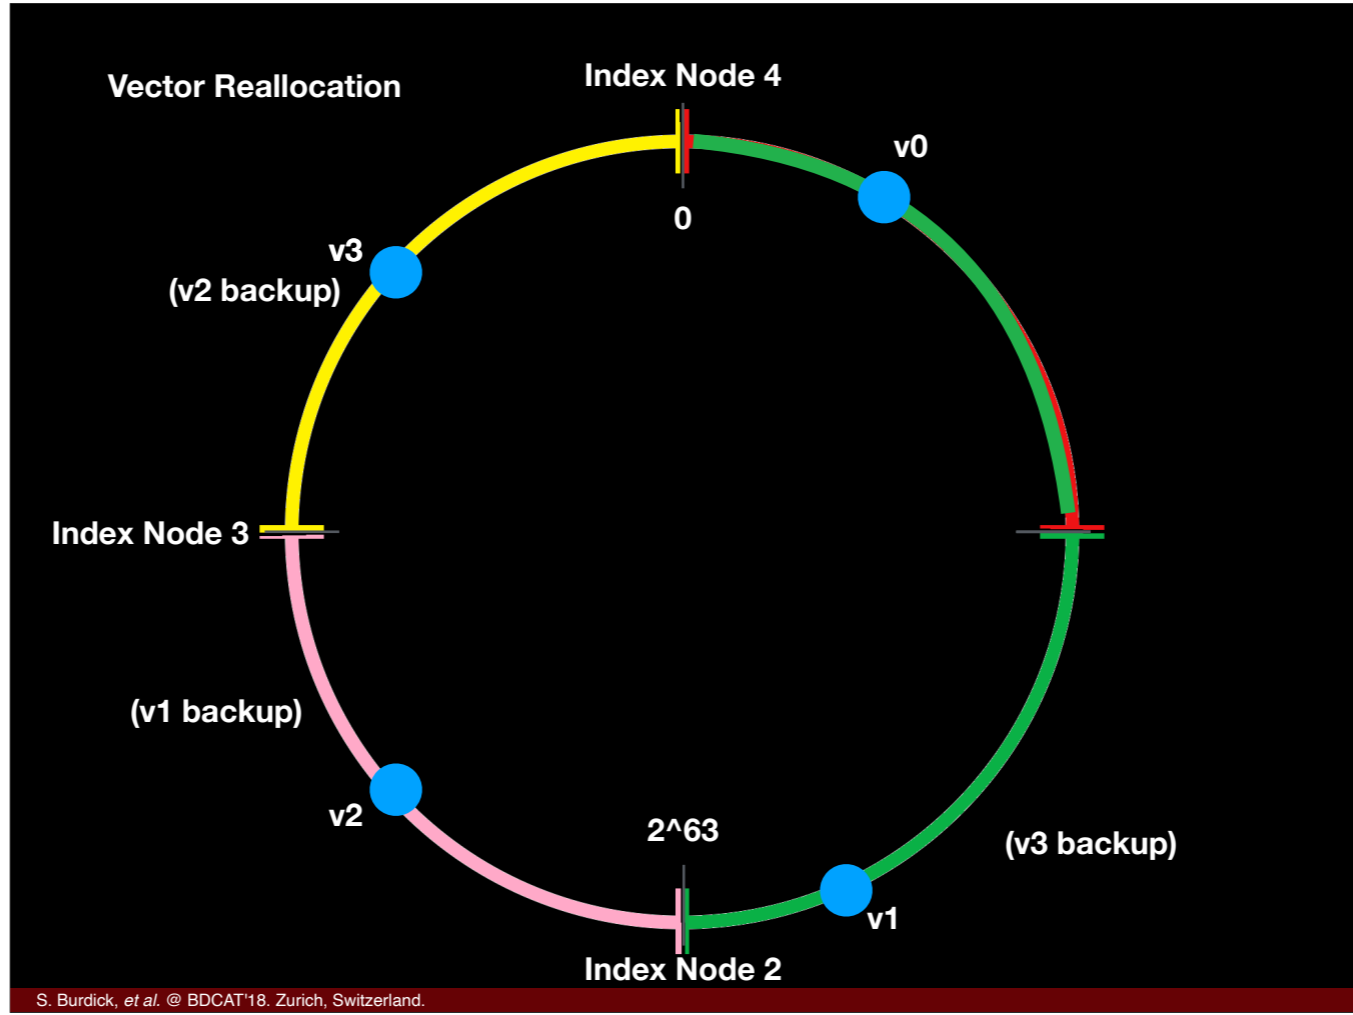 Vector Reallocation
Index Node 4
v0
0
v3
(v2 backup)
Index Node 3
(v1 backup)
v2
2^63
(v3 backup)
v1
Index Node 2
S. Burdick, et al. @ BDCAT'18. Zurich, Switzerland.